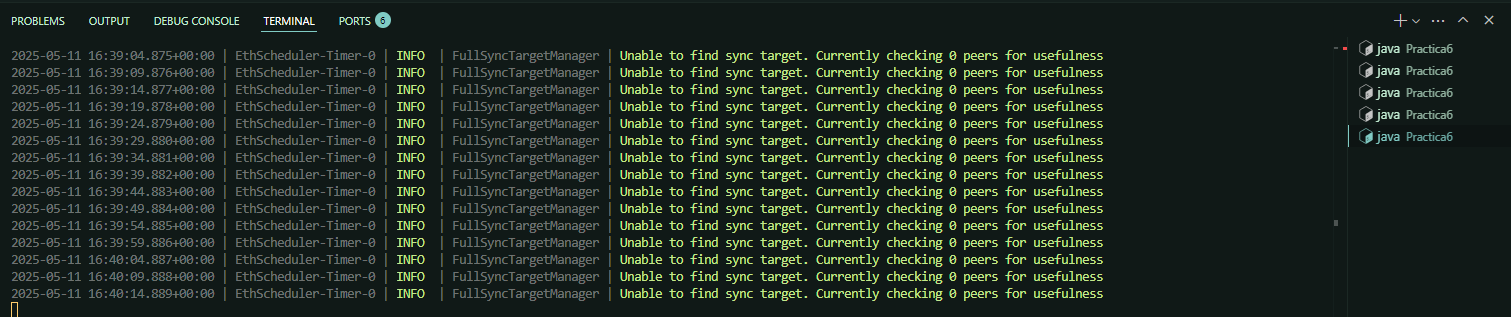 PROBLEMS OUTPUT DEBUG CONSOLE TERMINAL PORTS 6
2025-05-11 16:39:04.875+00:00 | EthScheduler-Timer-0 | INFO | FullSyncTargetManager | Unable to find sync target. Currently checking 0 peers for usefulness
2025-05-11 16:39:09.876+00:00 | EthScheduler-Timer-0 | INFO | FullSyncTargetManager | Unable to find sync target. Currently checking 0 peers for usefulness
2025-05-11 16:39:14.877+00:00 | EthScheduler-Timer-0 | INFO | FullSyncTargetManager | Unable to find sync target. Currently checking 0 peers for usefulness
2025-05-11 16:39:19.878+00:00 | EthScheduler-Timer-0 | INFO | FullSyncTargetManager | Unable to find sync target. Currently checking 0 peers for usefulness
2025-05-11 16:39:24.879+00:00 | EthScheduler-Timer-0 | INFO | FullSyncTargetManager | Unable to find sync target. Currently checking 0 peers for usefulness
2025-05-11 16:39:29.880+00:00 | EthScheduler-Timer-0 | INFO | FullSyncTargetManager | Unable to find sync target. Currently checking 0 peers for usefulness
2025-05-11 16:39:34.881+00:00 | EthScheduler-Timer-0 | INFO | FullSyncTargetManager | Unable to find sync target. Currently checking 0 peers for usefulness
2025-05-11 16:39:39.882+00:00 | EthScheduler-Timer-0 | INFO | FullSyncTargetManager | Unable to find sync target. Currently checking 0 peers for usefulness
2025-05-11 16:39:44.883+00:00 | EthScheduler-Timer-0 | INFO | FullSyncTargetManager | Unable to find sync target. Currently checking 0 peers for usefulness
2025-05-11 16:39:49.884+00:00 | EthScheduler-Timer-0 | INFO | FullSyncTargetManager | Unable to find sync target. Currently checking 0 peers for usefulness
2025-05-11 16:39:54.885+00:00 | EthScheduler-Timer-0 | INFO | FullSyncTargetManager | Unable to find sync target. Currently checking 0 peers for usefulness
2025-05-11 16:39:59.886+00:00 | EthScheduler-Timer-0 | INFO | FullSyncTargetManager | Unable to find sync target. Currently checking 0 peers for usefulness
2025-05-11 16:40:04.887+00:00 | EthScheduler-Timer-0 | INFO | FullSyncTargetManager | Unable to find sync target. Currently checking 0 peers for usefulness
2025-05-11 16:40:09.888+00:00 | EthScheduler-Timer-0 | INFO | FullSyncTargetManager | Unable to find sync target. Currently checking 0 peers for usefulness
2025-05-11 16:40:14.889+00:00 | EthScheduler-Timer-0 | INFO | FullSyncTargetManager | Unable to find sync target. Currently checking 0 peers for usefulness
java Practica6
java Practica6
java Practica6
java Practica6
java Practica6